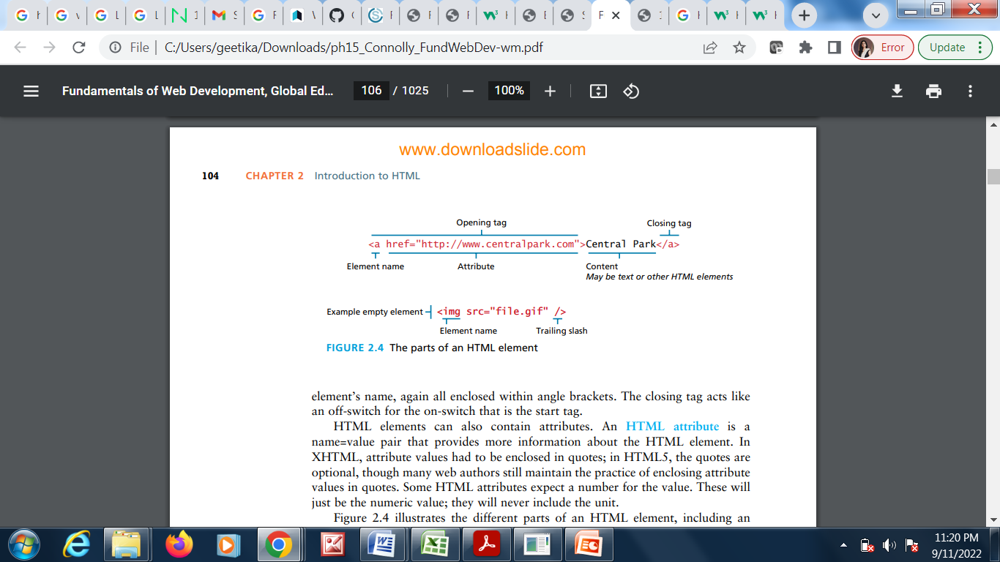 File | C:/Users/geetika/Downloads/ph15_Connolly_FundWebDev-wm.pdf
Error
Update
Fundamentals of Web Development, Global Ed...
106 / 1025
100%
www.downloadslide.com
104 CHAPTER 2 Introduction to HTML
Opening tag
Closing tag
<a href="http://www.centralpark.com">Central Park</a>
Element name
Attribute
Content
May be text or other HTML elements
Example empty element
<img src="file.gif" />
Element name
Trailing slash
FIGURE 2.4 The parts of an HTML element
element's name, again all enclosed within angle brackets. The closing tag acts like
an off-switch for the on-switch that is the start tag.
HTML elements can also contain attributes. An HTML attribute is a
name=value pair that provides more information about the HTML element. In
XHTML, attribute values had to be enclosed in quotes; in HTML5, the quotes are
optional, though many web authors still maintain the practice of enclosing attribute
values in quotes. Some HTML attributes expect a number for the value. These will
just be the numeric value; they will never include the unit.
Figure 2.4 illustrates the different parts of an HTML element, including an
11:20 PM
9/11/2022